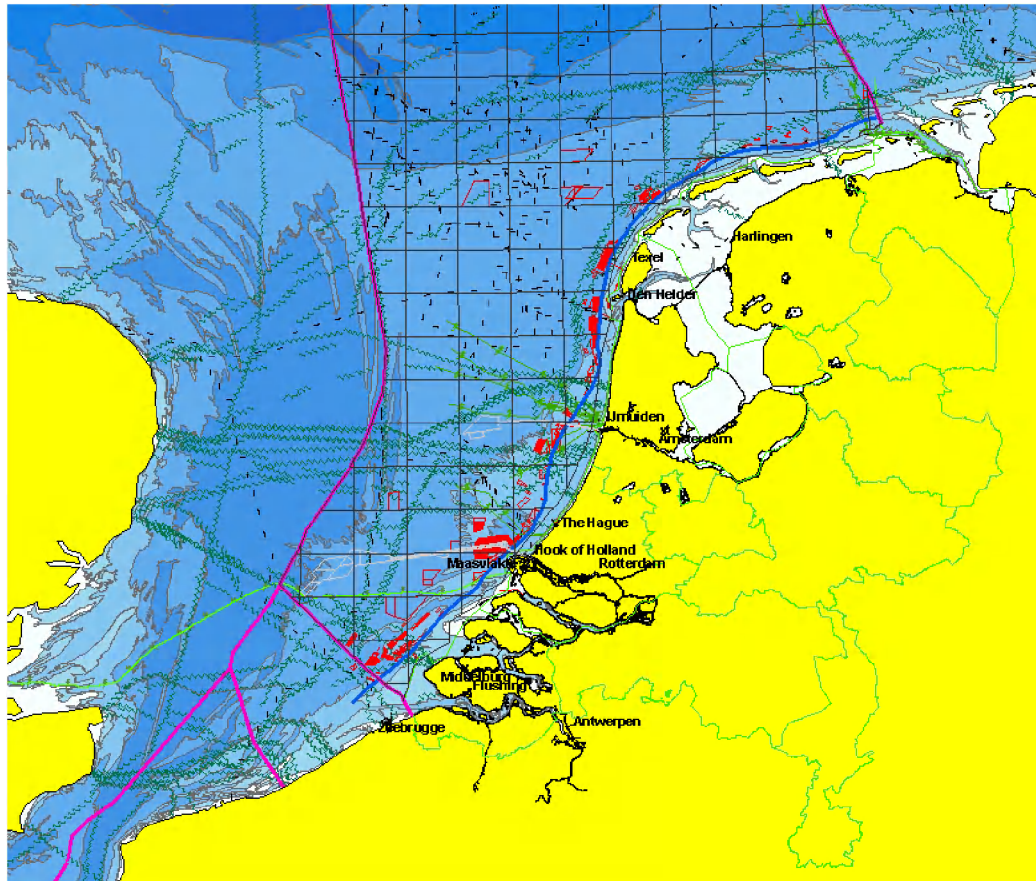 Harlingen
Texel
Den Helder
IJmuiden
Amsterdam
The Hague
Hook of Holland
Maasvlakte
Rotterdam
Middelburg
Flushing
Zeebrugge
Antwerpen